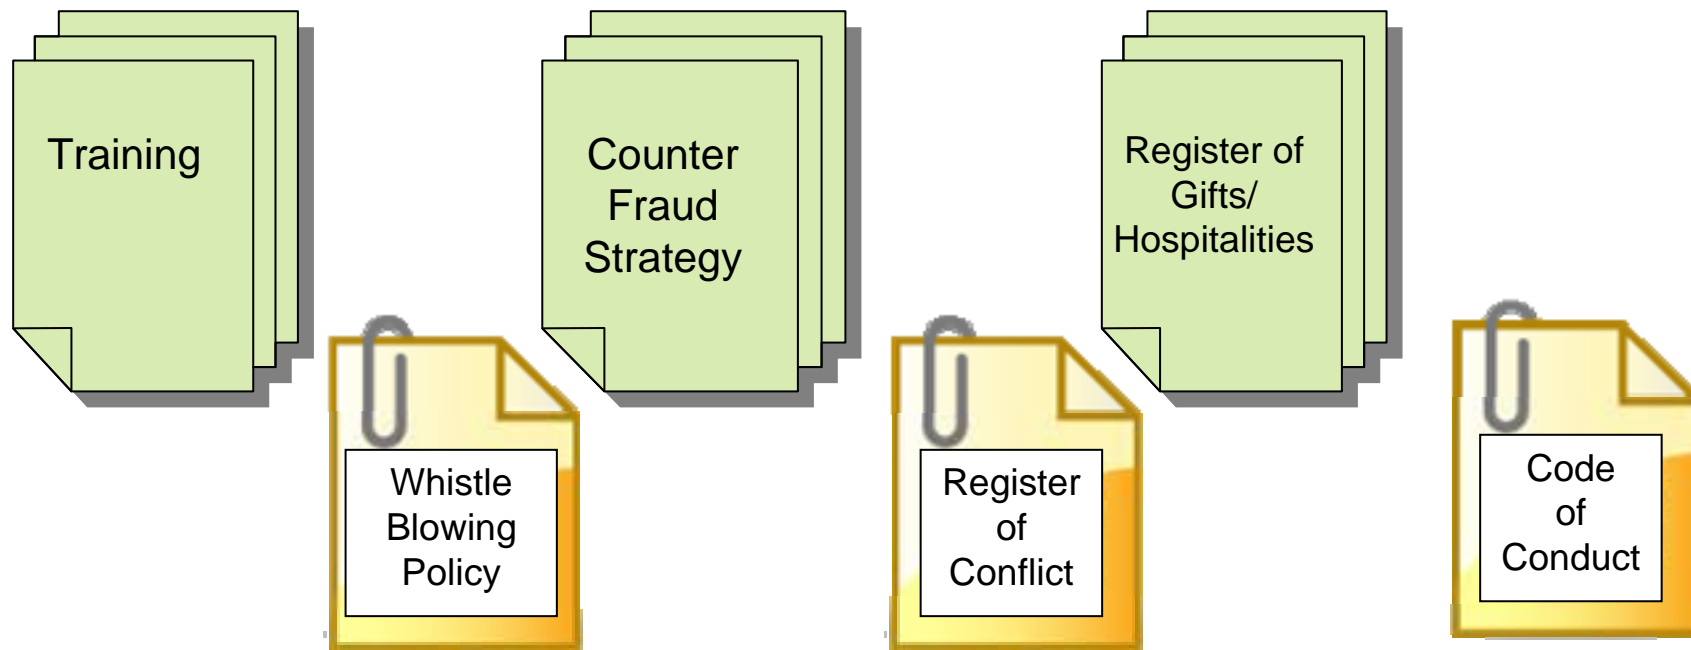 Training
Counter
Fraud
Strategy
Register of
Gifts/
Hospitalities
Whistle
Blowing
Policy
Register
of
Conflict
Code
of
Conduct